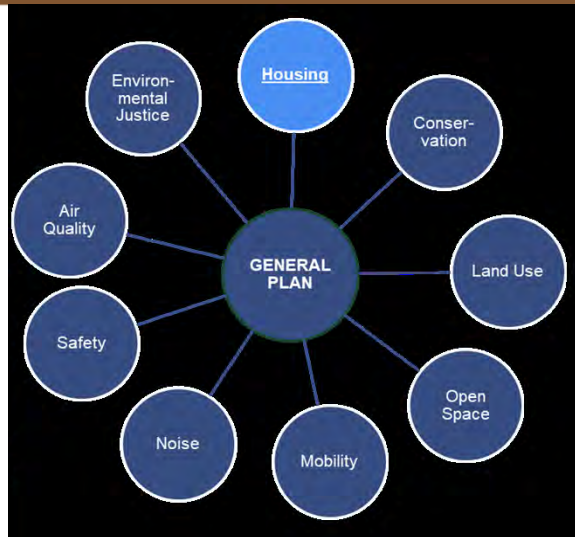 Housing
Conser-
vation
Land Use
Open
Space
Mobility
Noise
Safety
Air
Quality
Environ-
mental
Justice
GENERAL
PLAN